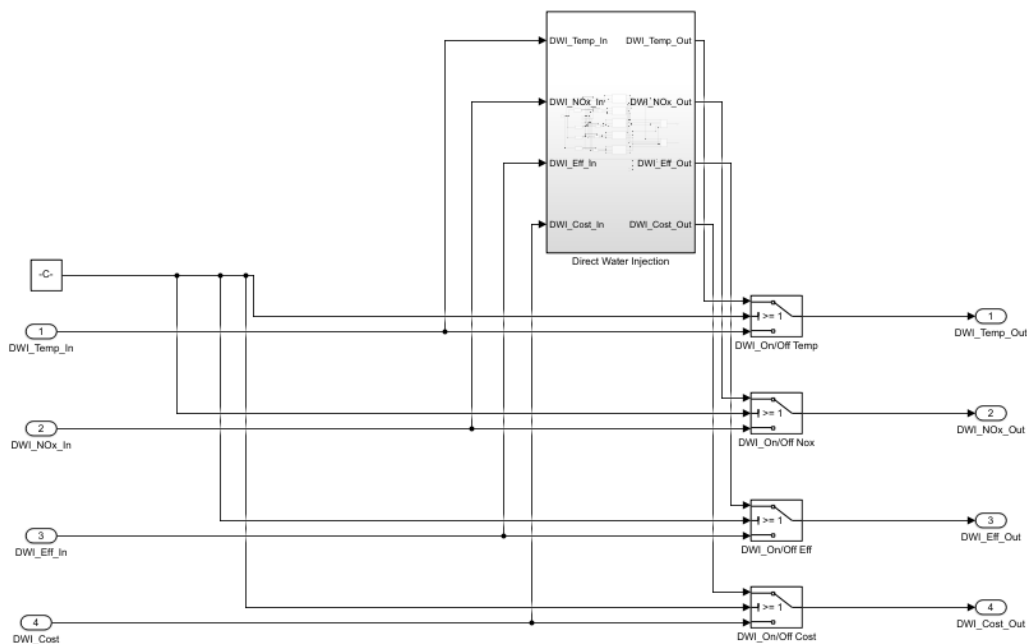 DWI_Temp_In
DWI_Temp_Out
DWI_NOx_In
DWI_NOx_Out
DWI_Eff_In
DWI_Eff_Out
DWI_Cost_In
DWI_Cost_Out
Direct Water Injection
-C-
1
DWI_Temp_In
>= 1
DWI_On/Off Temp
1
DWI_Temp_Out
2
DWI_NOx_In
>= 1
DWI_On/Off Nox
2
DWI_NOx_Out
3
DWI_Eff_In
>= 1
DWI_On/Off Eff
3
DWI_Eff_Out
4
DWI_Cost
>= 1
DWI_On/Off Cost
4
DWI_Cost_Out